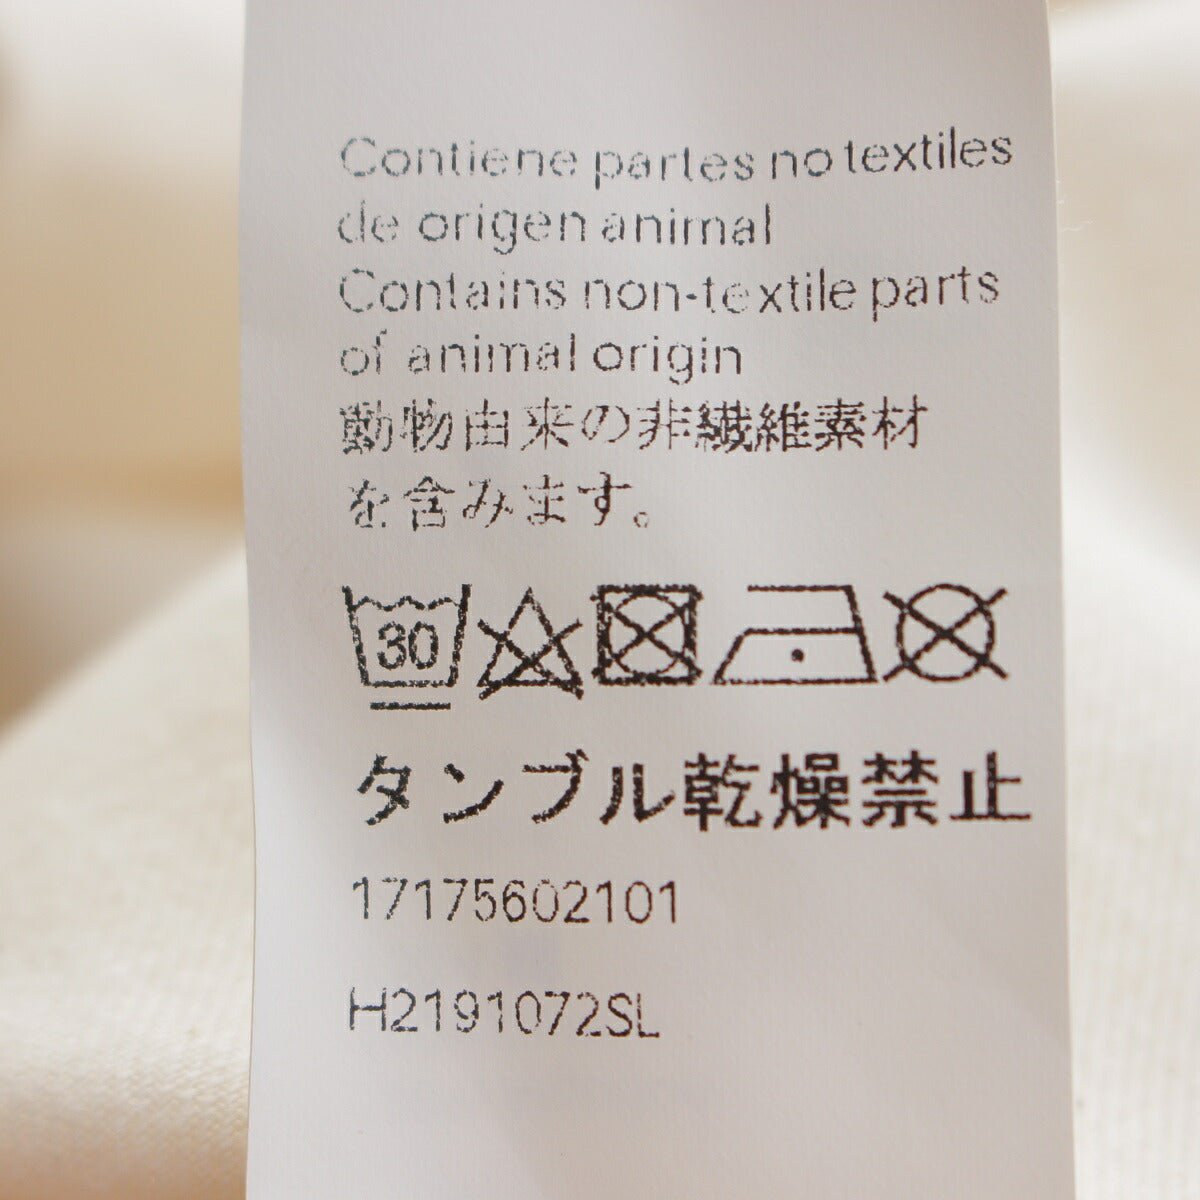 Contiene partes no textiles
de origen animal
Contains non-textile parts
of animal origin
動物由来の非繊維素材
を含みます。
30
タンブル乾燥禁止
17175602101
H2191072SL